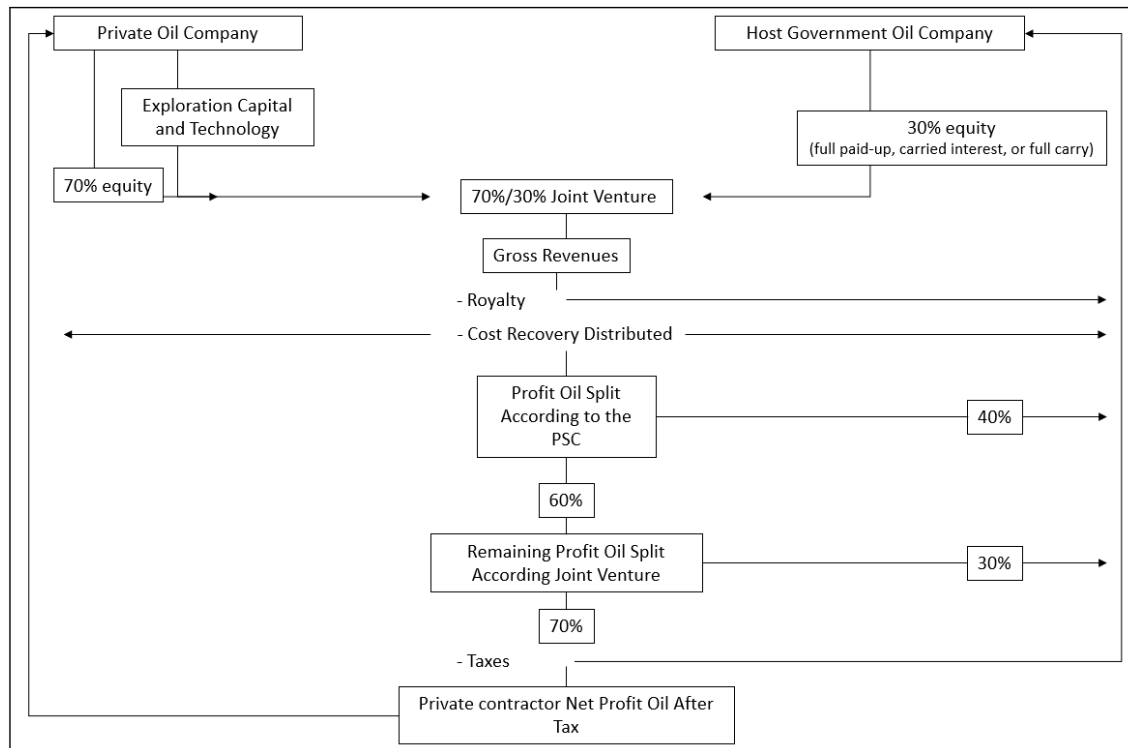 Private Oil Company
Host Government Oil Company
Exploration Capital
and Technology
30% equity
(full paid-up, carried interest, or full carry)
70% equity
70%/30% Joint Venture
Gross Revenues
- Royalty
- Cost Recovery Distributed
Profit Oil Split
According to the
PSC
40%
60%
Remaining Profit Oil Split
According Joint Venture
30%
70%
- Taxes
Private contractor Net Profit Oil After
Tax